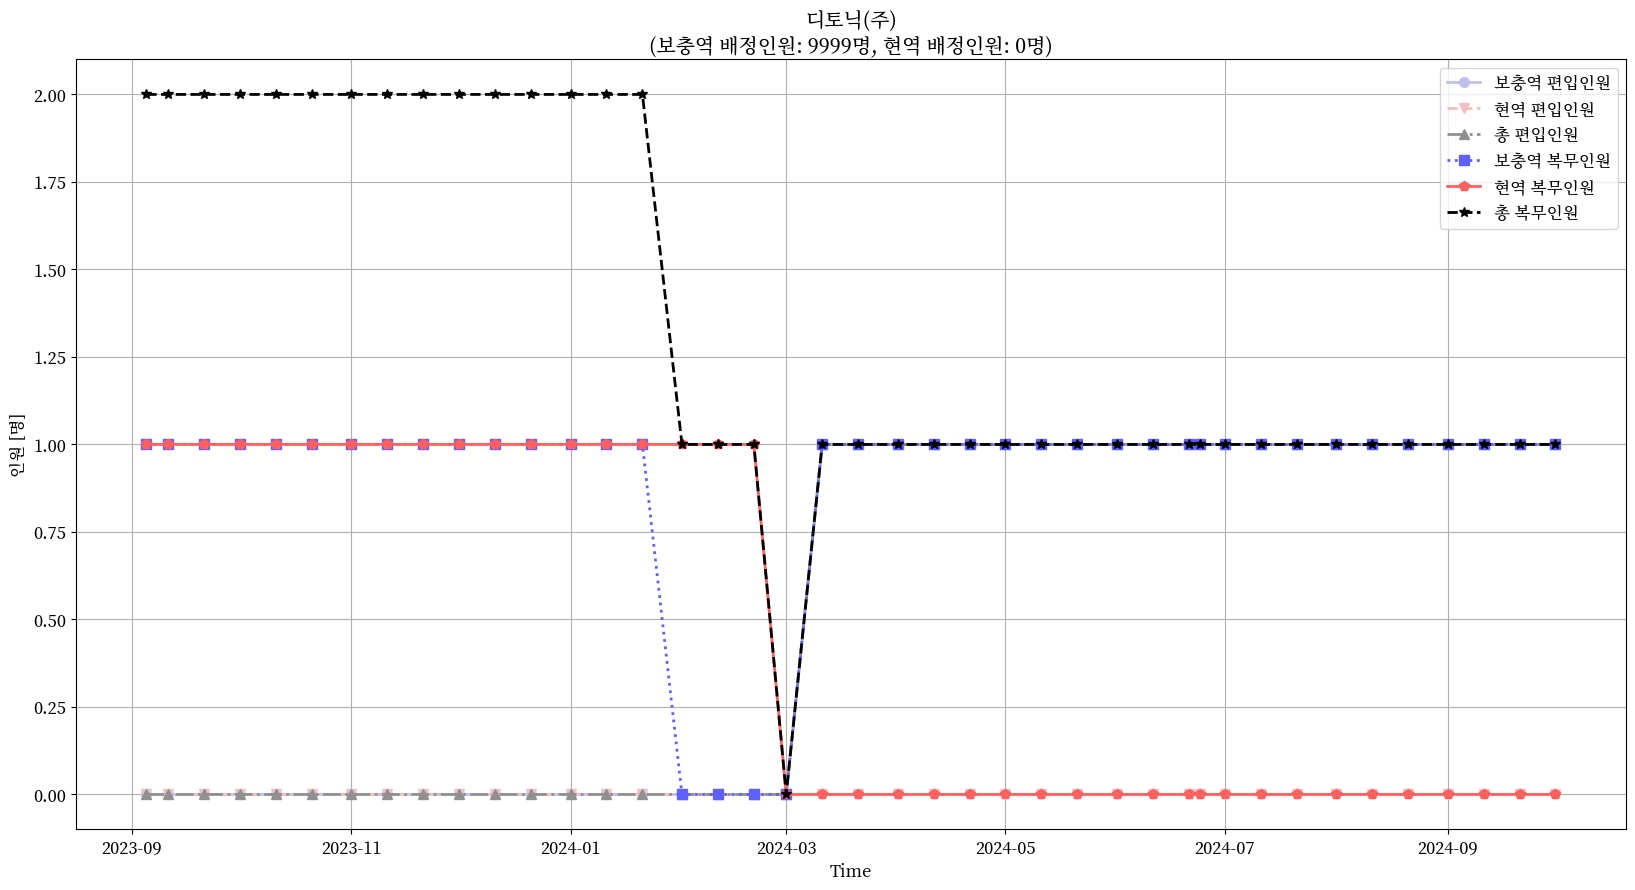 디토닉(주)
(보충역 배정인원: 9999명, 현역 배정인원: 0명)
보충역 편입인원
현역 편입인원
총 편입인원
보충역 복무인원
현역 복무인원
총 복무인원
2.00
1.75
1.50
1.25
1.00
0.75
0.50
0.25
0.00
인원 [명]
2023-09 2023-11 2024-01 2024-03 2024-05 2024-07 2024-09
Time